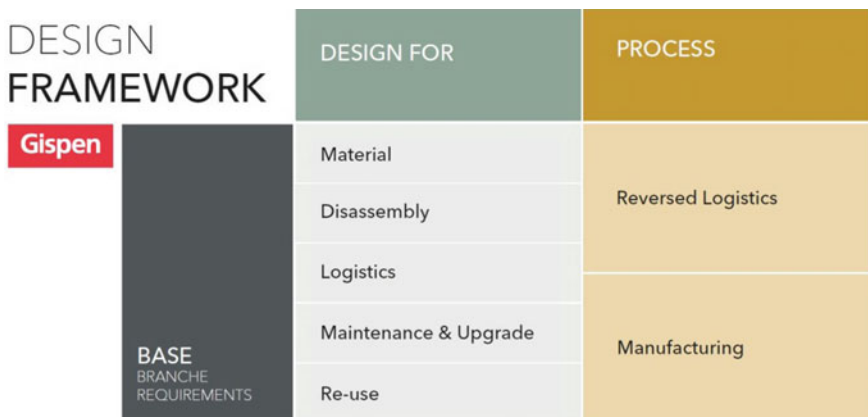 DESIGN
FRAMEWORK
Gispen
BASE
BRANCHE
REQUIREMENTS
DESIGN FOR
Material
Disassembly
Logistics
Maintenance & Upgrade
Re-use
PROCESS
Reversed Logistics
Manufacturing